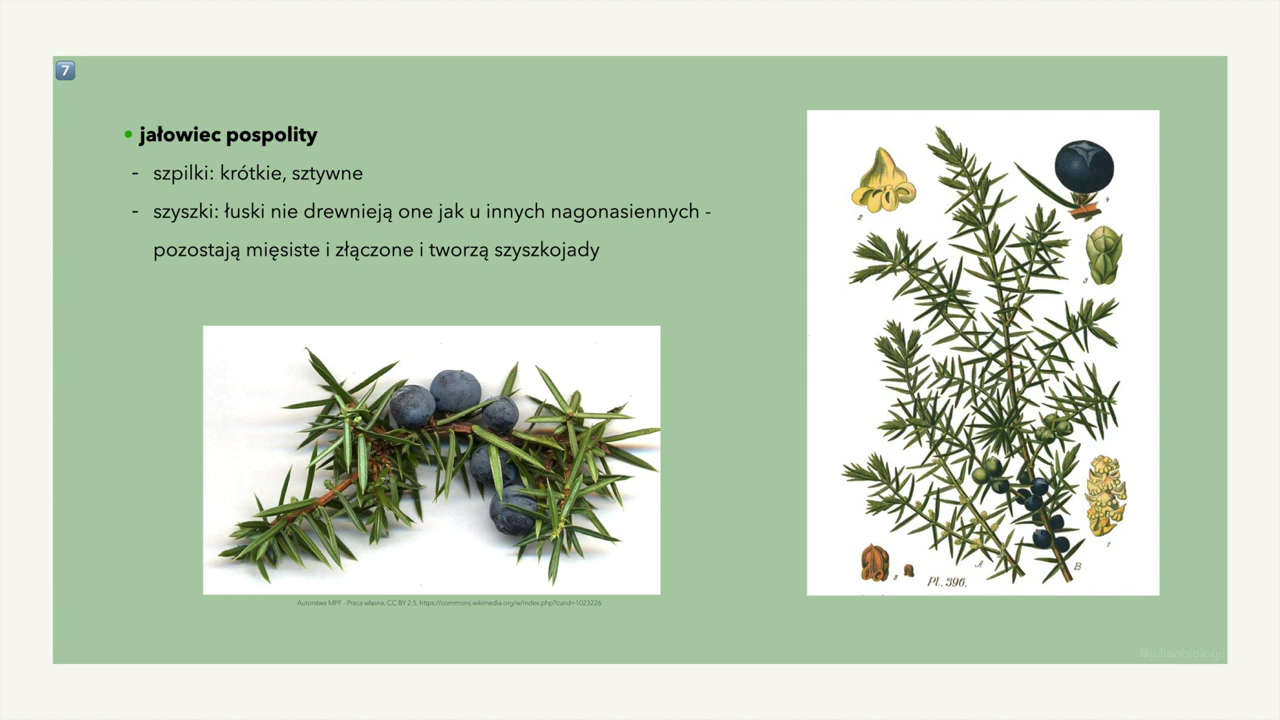 7
• jałowiec pospolity
- szpilki: krótkie, sztywne
- szyszki: łuski nie drewnieją one jak u innych nagonasiennych -
pozostają mięsiste i złączone i tworzą szyszkojady
2
4
3
1
A
B
5
Pl. 396.
Autorstwa MPF - Praca własna, CC BY 2.5, https://commons.wikimedia.org/w/index.php?curid=1023226